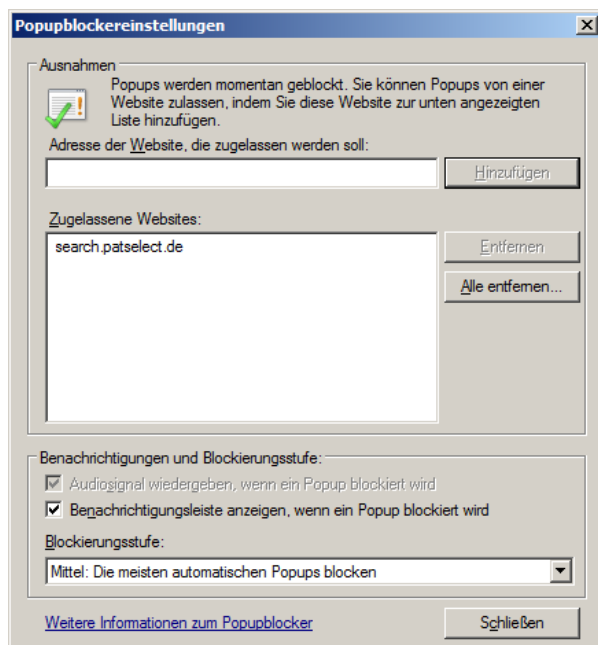 Popupblockereinstellungen
Ausnahmen
Popups werden momentan geblockt. Sie können Popups von einer
Website zulassen, indem Sie diese Website zur unten angezeigten
Liste hinzufügen.
Adresse der Website, die zugelassen werden soll:
Hinzufügen
Zugelassene Websites:
search.patselect.de
Entfernen
Alle entfernen...
Benachrichtigungen und Blockierungsstufe:
Audiosignal wiedergeben, wenn ein Popup blockiert wird
Benachrichtigungsleiste anzeigen, wenn ein Popup blockiert wird
Blockierungsstufe:
Mittel: Die meisten automatischen Popups blocken
Weitere Informationen zum Popupblocker
Schließen